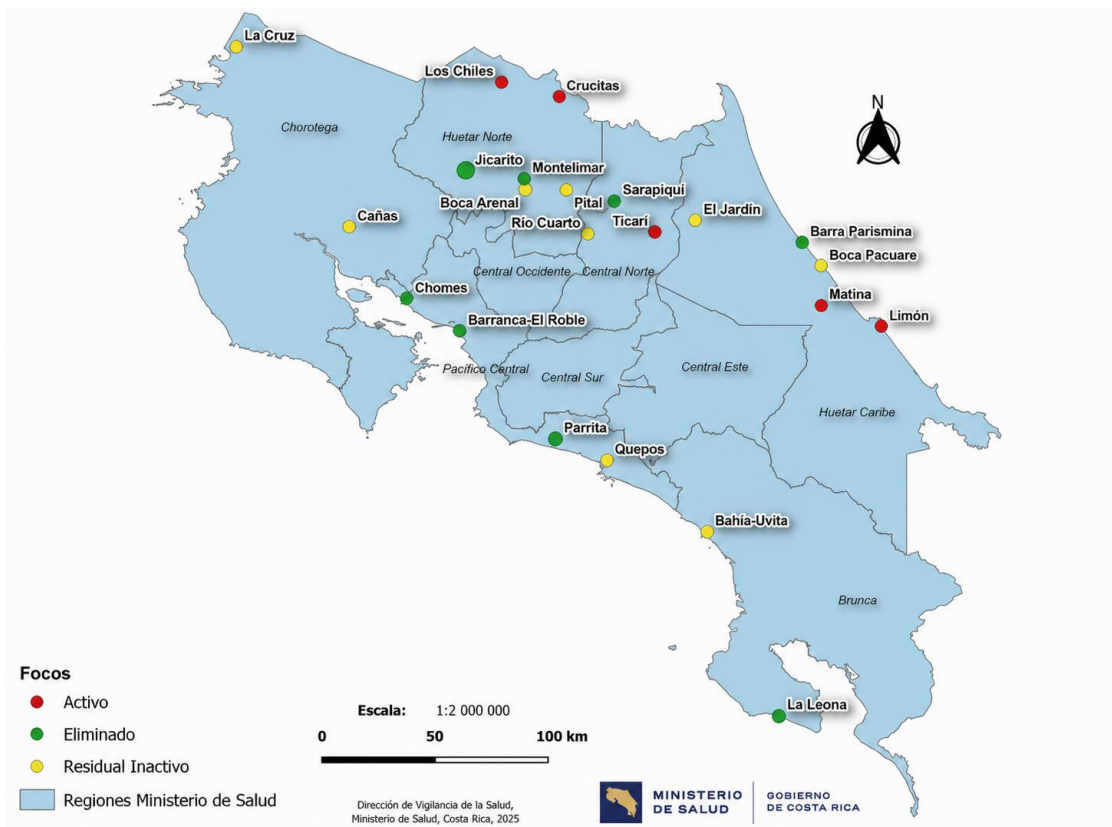 La Cruz
Los Chiles
Crucitas
N
Chorotega
Huetar Norte
Jicarito
Montelimar
Boca Arenal
Pital
Sarapiquí
Cañas
Río Cuarto
Ticarí
El Jardín
Barra Parismina
Boca Pacuare
Central Occidente
Central Norte
Chomes
Matina
Limón
Barranca-El Roble
Pacífico Central
Central Sur
Central Este
Huetar Caribe
Parrita
Quepos
Bahía-Uvita
Brunca
La Leona
Focos
Activo
Eliminado
Residual Inactivo
Regiones Ministerio de Salud
Escala: 1:2 000 000
0 50 100 km
Dirección de Vigilancia de la Salud,
Ministerio de Salud, Costa Rica, 2025
MINISTERIO
DE SALUD
GOBIERNO
DE COSTA RICA